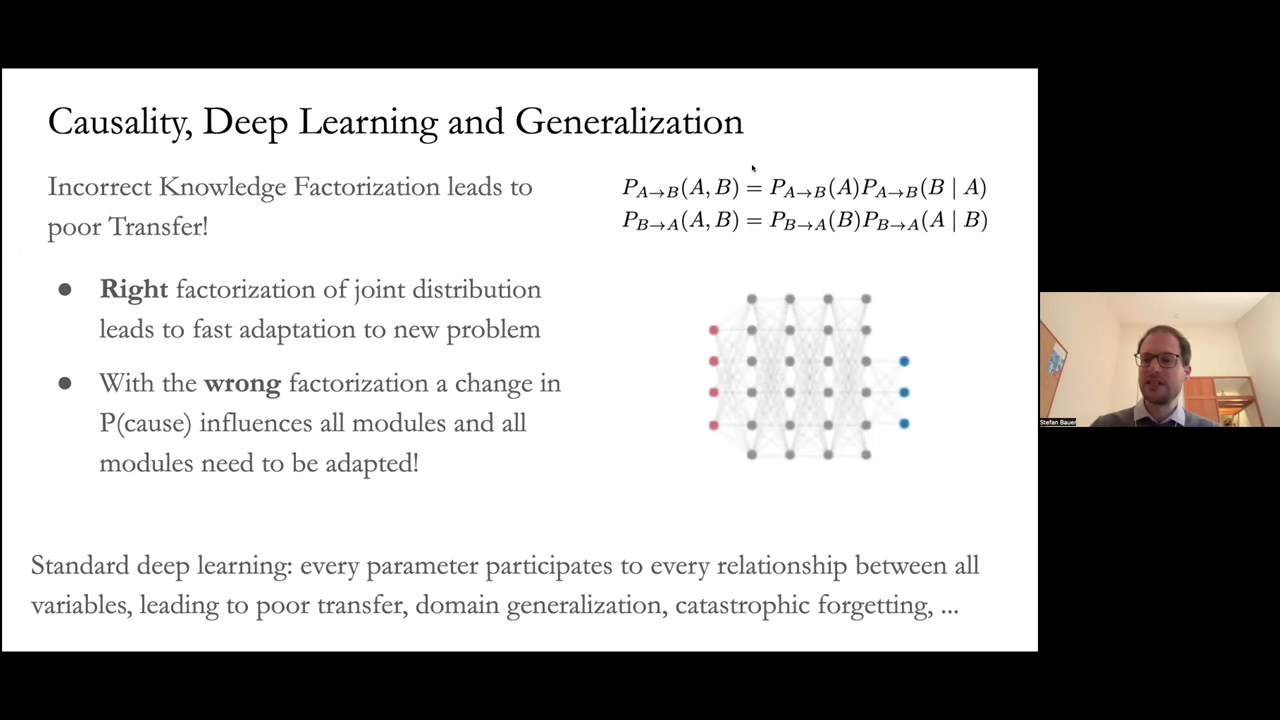 Causality, Deep Learning and Generalization
Incorrect Knowledge Factorization leads to
poor Transfer!
P_{A→B}(A, B) = P_{A→B}(A)P_{A→B}(B | A)
P_{B→A}(A, B) = P_{B→A}(B)P_{B→A}(A | B)
● Right factorization of joint distribution
leads to fast adaptation to new problem
● With the wrong factorization a change in
P(cause) influences all modules and all
modules need to be adapted!
Standard deep learning: every parameter participates to every relationship between all
variables, leading to poor transfer, domain generalization, catastrophic forgetting, ...
Stefan Bauer